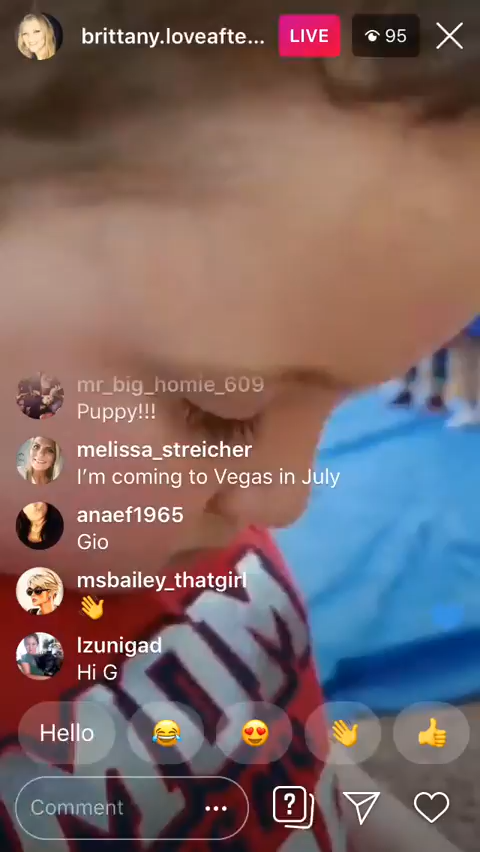 brittany.loveafte...
LIVE
95
mr_big_homie_609
Puppy!!!
melissa_streicher
I'm coming to Vegas in July
anaef1965
Gio
msbailey_thatgirl
👋
lzunigad
Hi G
MOM
Hello 😂 😍 👋 👍
Comment ...